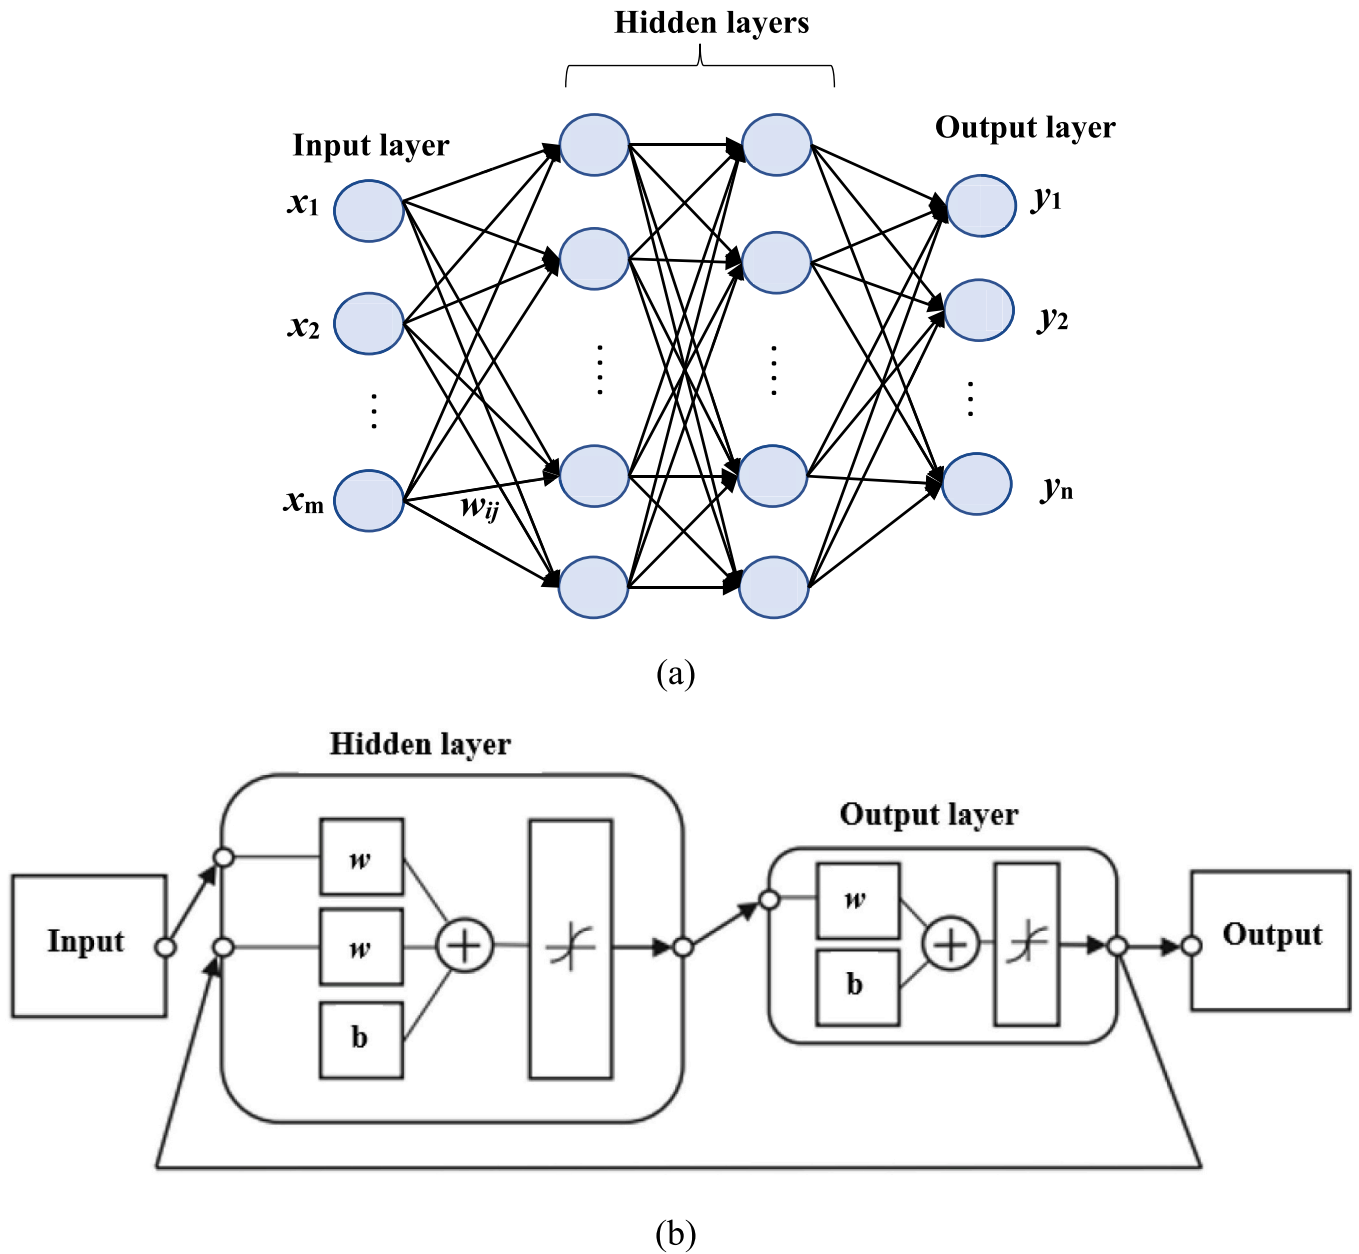 Hidden layers
Input layer
Output layer
x1
y1
x2
y2
xm
wij
yn
(a)
Hidden layer
Output layer
w
w
Input
w
Output
b
b
(b)